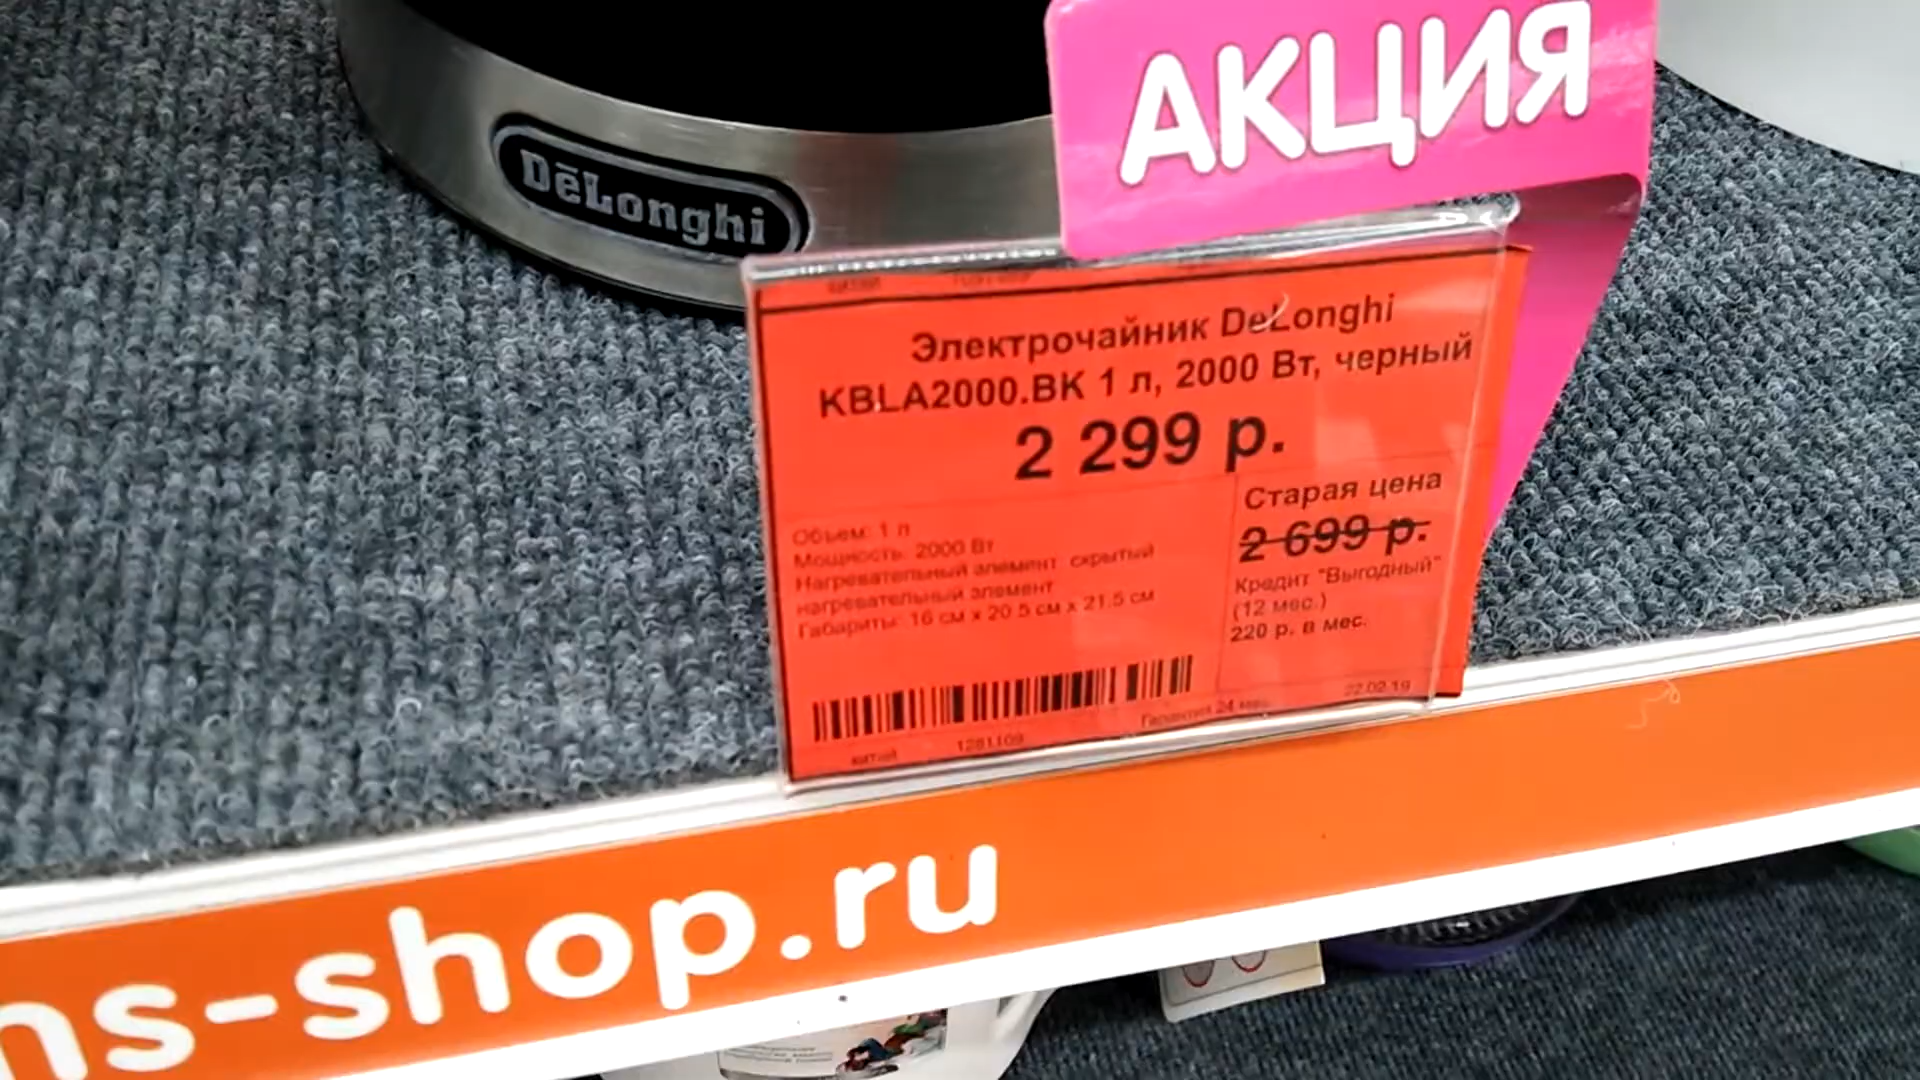 АКЦИЯ
DēLonghi
Электрочайник DeLonghi
KBLA2000.BK 1 л, 2000 Вт, черный
2 299 р.
Старая цена
2 699 р.
Кредит "Выгодный"
(12 мес.)
220 р. в мес.
Объем: 1 л
Мощность: 2000 Вт
Нагревательный элемент скрытый
нагревательный элемент
Габариты: 16 см x 20.5 см x 21.5 см
22.02.19
Гарантия 24 мес.
китай 1281109
ns-shop.ru